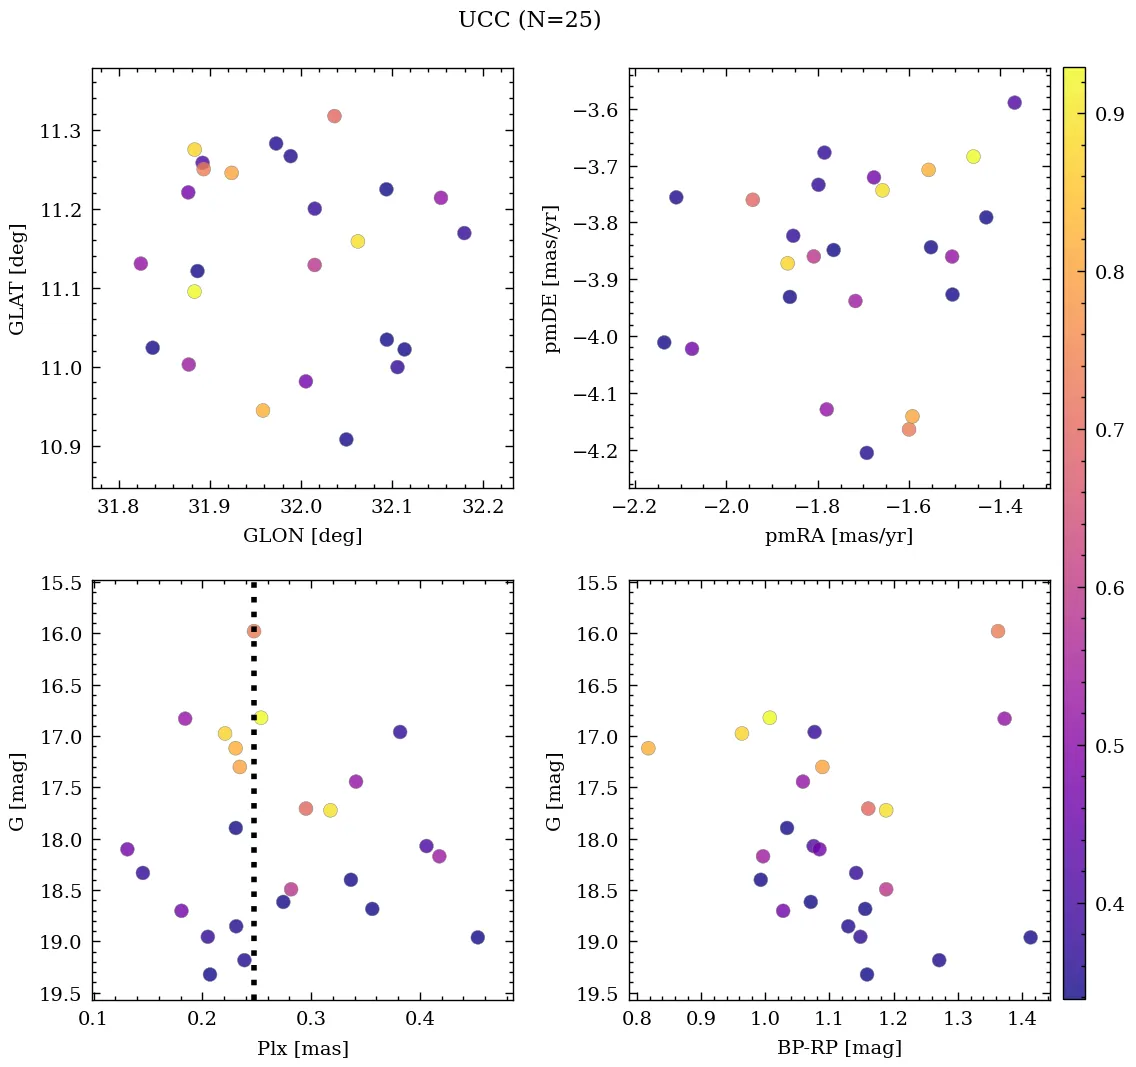 UCC (N=25)
11.3
11.2
11.1
11.0
10.9
GLAT [deg]
31.8 31.9 32.0 32.1 32.2
GLON [deg]
−3.6
−3.7
−3.8
−3.9
−4.0
−4.1
−4.2
pmDE [mas/yr]
−2.2 −2.0 −1.8 −1.6 −1.4
pmRA [mas/yr]
0.9
0.8
0.7
0.6
0.5
0.4
15.5
16.0
16.5
17.0
17.5
18.0
18.5
19.0
19.5
G [mag]
0.1 0.2 0.3 0.4
Plx [mas]
15.5
16.0
16.5
17.0
17.5
18.0
18.5
19.0
19.5
G [mag]
0.8 0.9 1.0 1.1 1.2 1.3 1.4
BP-RP [mag]